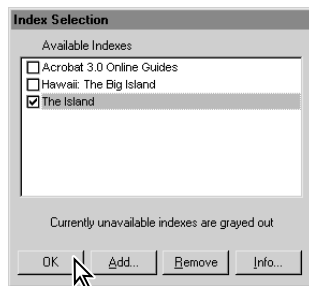 Index Selection
Available Indexes
Acrobat 3.0 Online Guides
Hawaii: The Big Island
The Island
Currently unavailable indexes are grayed out
OK Add... Remove Info...